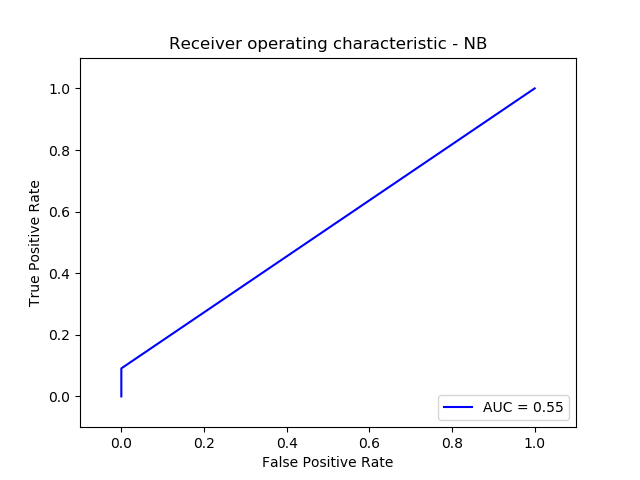 Receiver operating characteristic - NB
1.0
0.8
0.6
0.4
0.2
0.0
True Positive Rate
AUC = 0.55
0.0 0.2 0.4 0.6 0.8 1.0
False Positive Rate